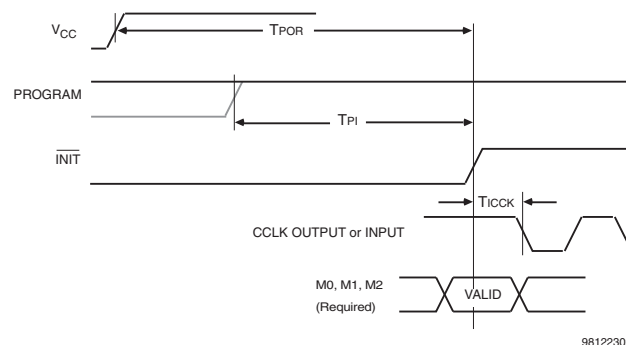 VCC
TPOR
PROGRAM
TPI
INIT
TICCK
CCLK OUTPUT or INPUT
M0, M1, M2
(Required)
VALID
9812230